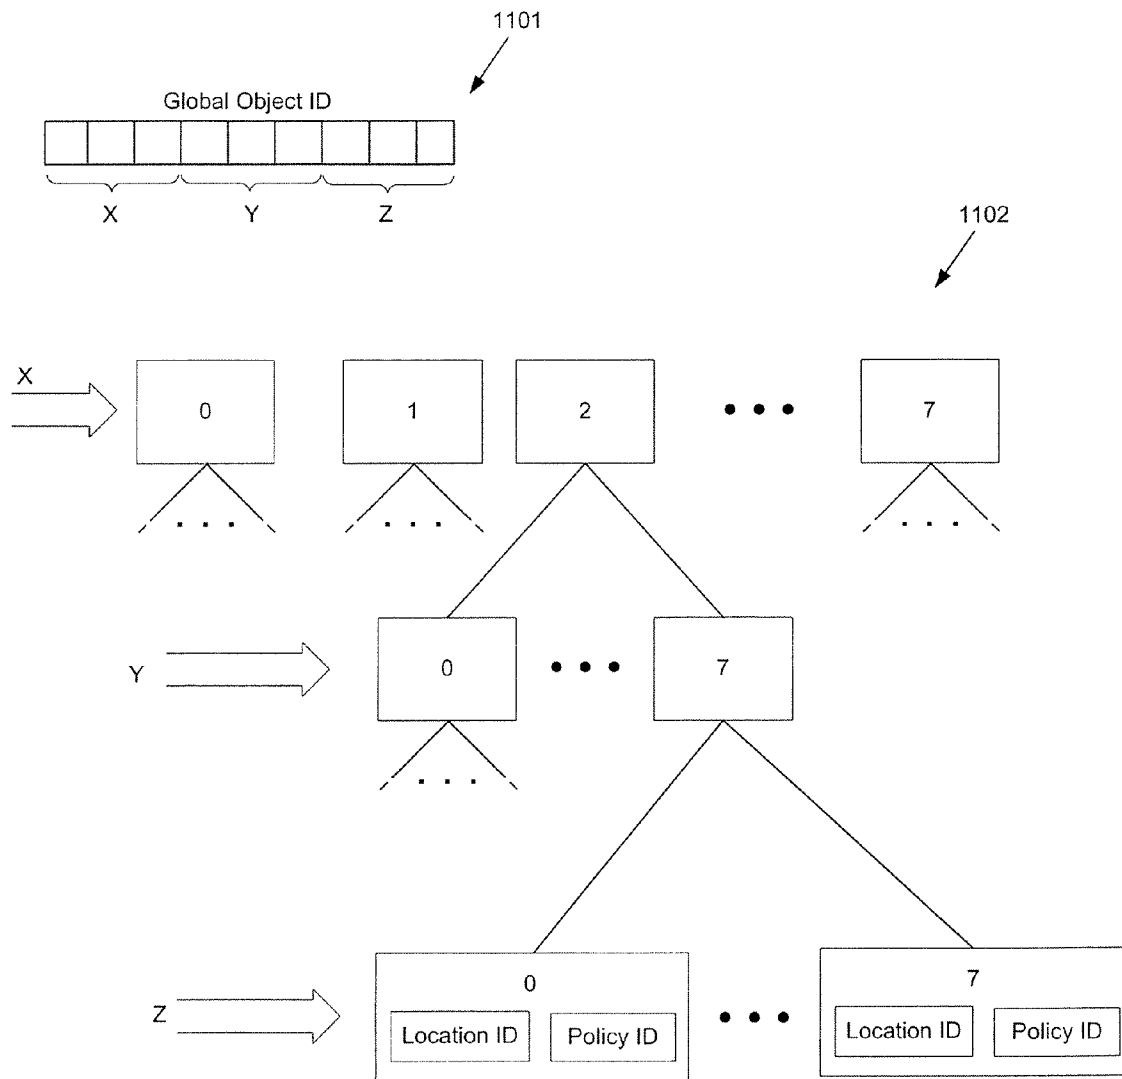 1101
Global Object ID
X Y Z
1102
X
0 1 2 7
Y
0 7
Z
0 7
Location ID Policy ID Location ID Policy ID